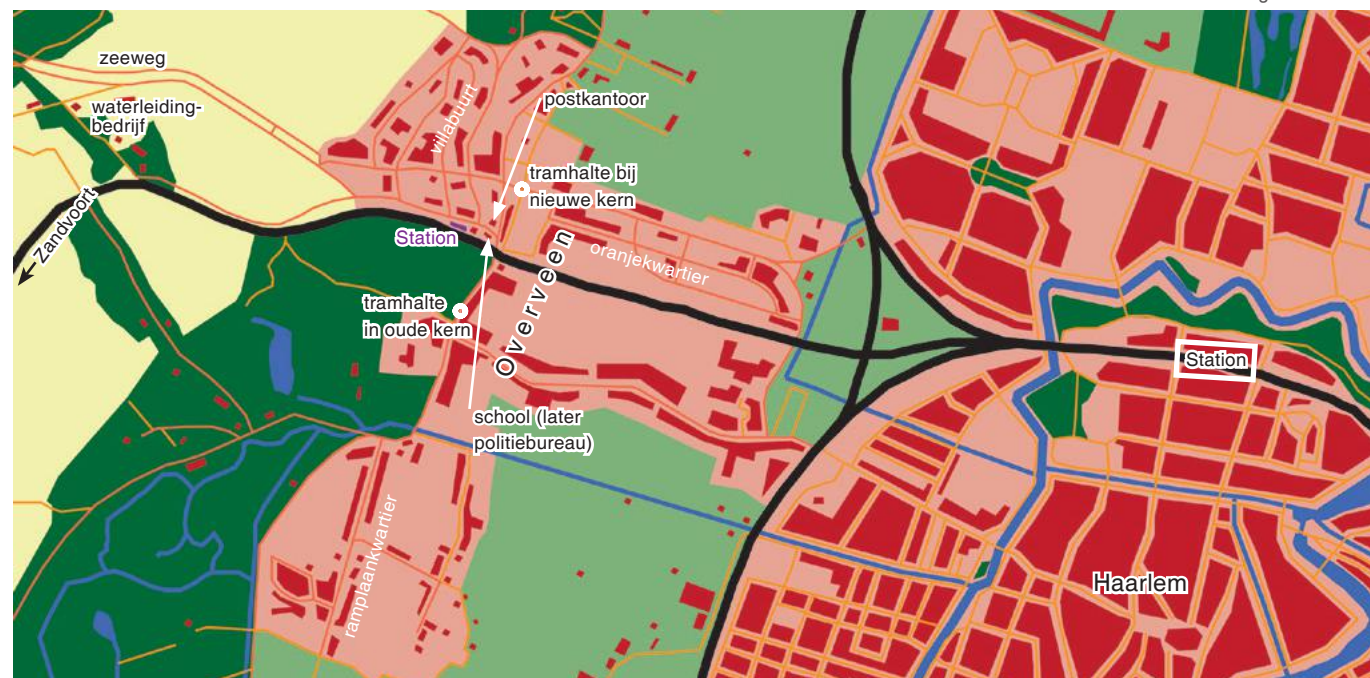 zeeweg
waterleiding-
bedrijf
Zandvoort
villabuurt
postkantoor
tramhalte bij
nieuwe kern
Station
oranjekwartier
Overveen
tramhalte
in oude kern
school (later
politiebureau)
ramplaankwartier
Station
Haarlem